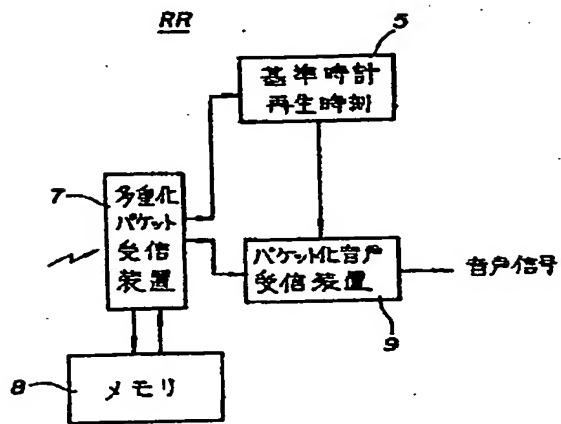 RR
5
基準時計
再生時刻
7
多重化
パケット
受信
装置
パケット化音声
受信装置
音声信号
9
8
メモリ